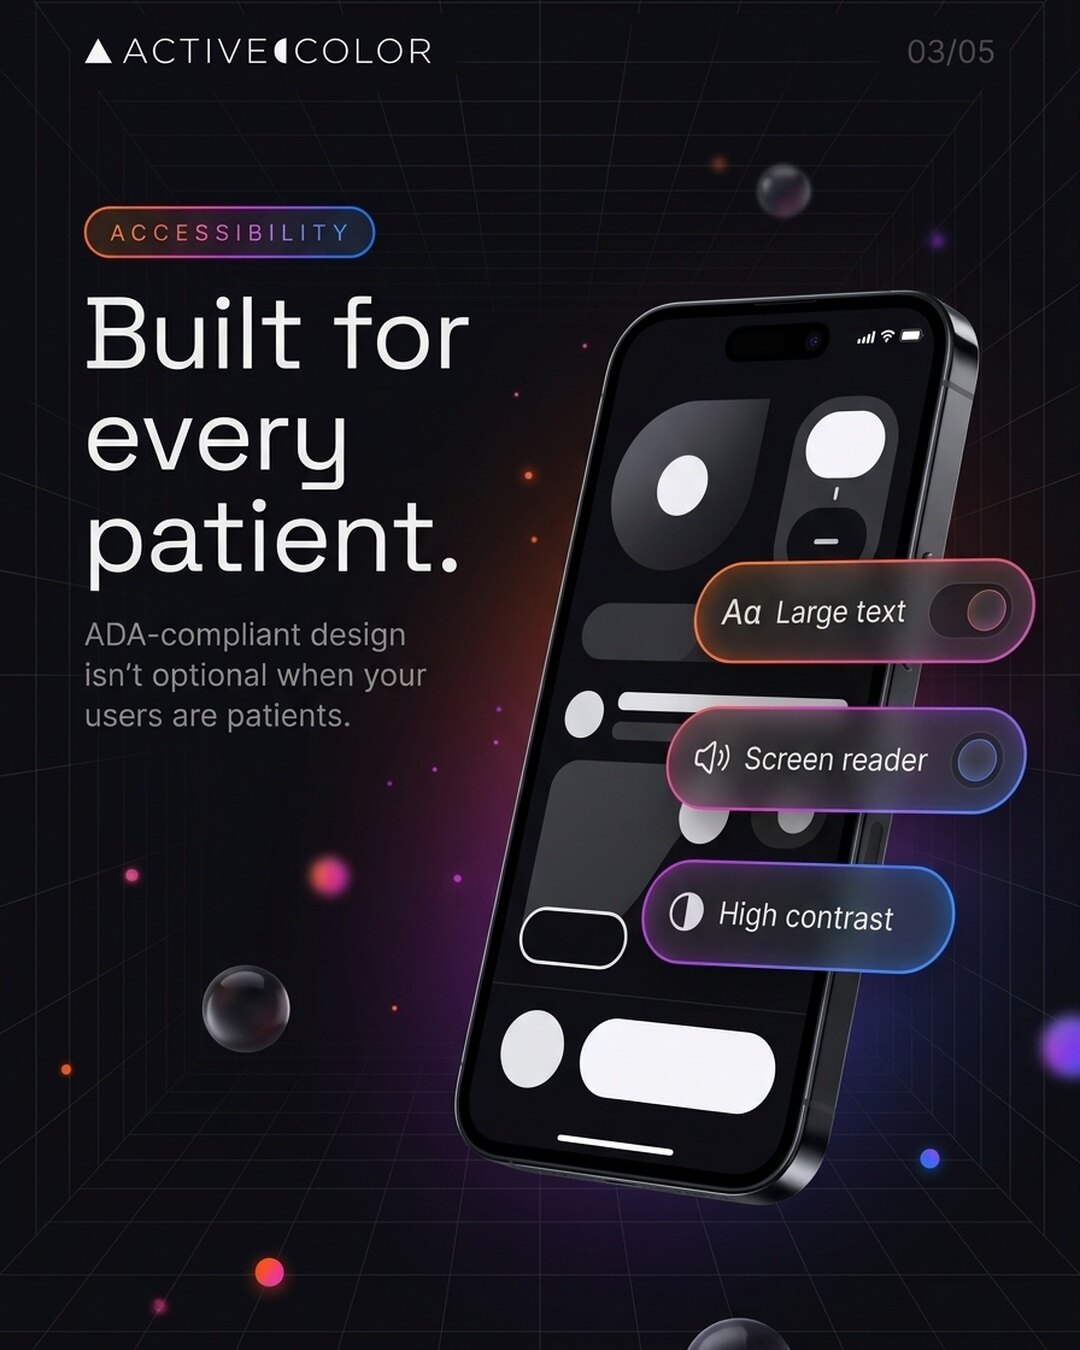 ACTIVE COLOR
03/05
ACCESSIBILITY
Built for
every
patient.
ADA-compliant design
isn’t optional when your
users are patients.
Aa Large text
Screen reader
High contrast